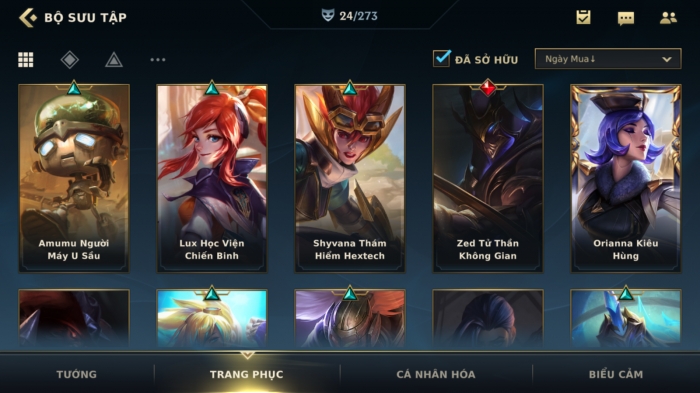 BỘ SƯU TẬP
24/273
ĐÃ SỞ HỮU
Ngày Mua↓
Amumu Người
Máy U Sầu
Lux Học Viện
Chiến Binh
Shyvana Thám
Hiểm Hextech
Zed Tử Thần
Không Gian
Orianna Kiêu
Hùng
TƯỚNG
TRANG PHỤC
CÁ NHÂN HÓA
BIỂU CẢM